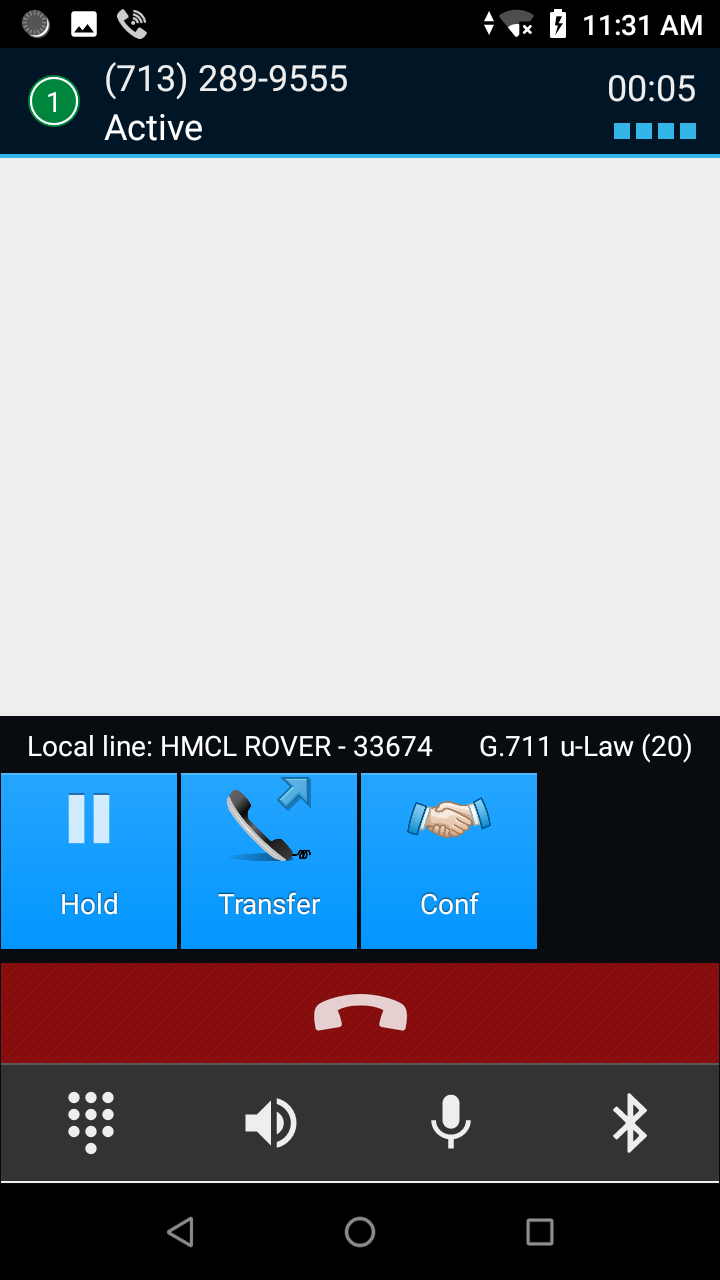 11:31 AM
1
(713) 289-9555
00:05
Active
Local line: HMCL ROVER - 33674 G.711 u-Law (20)
Hold Transfer Conf